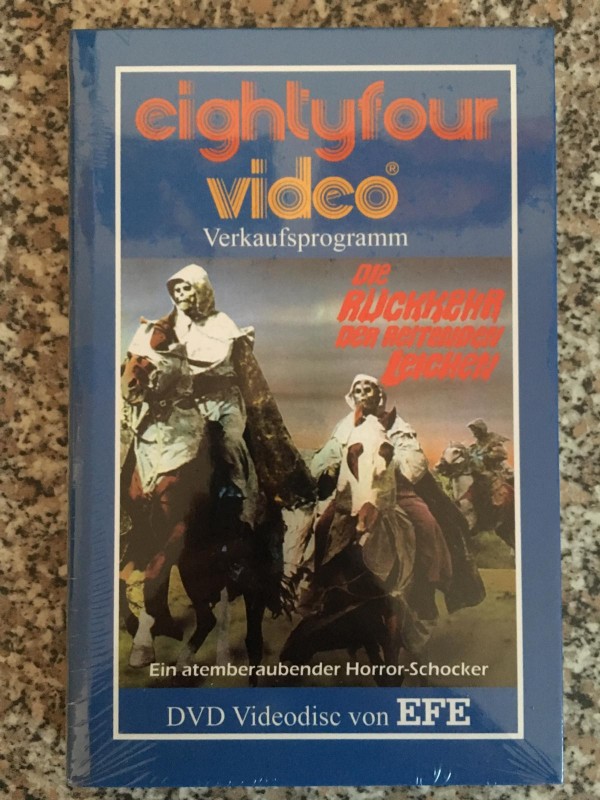 eightyfour
video®
Verkaufsprogramm
Die
Rückkehr
der reitenden
Leichen
Ein atemberaubender Horror-Schocker
DVD Videodisc von EFE